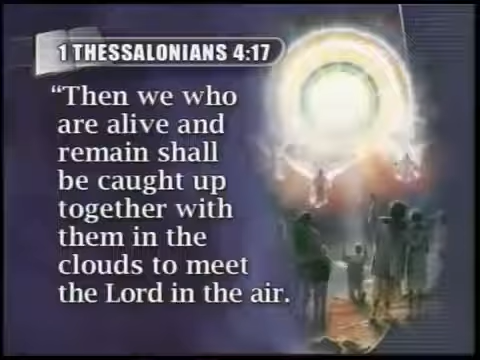 1 THESSALONIANS 4:17
“Then we who
are alive and
remain shall
be caught up
together with
them in the
clouds to meet
the Lord in the air.